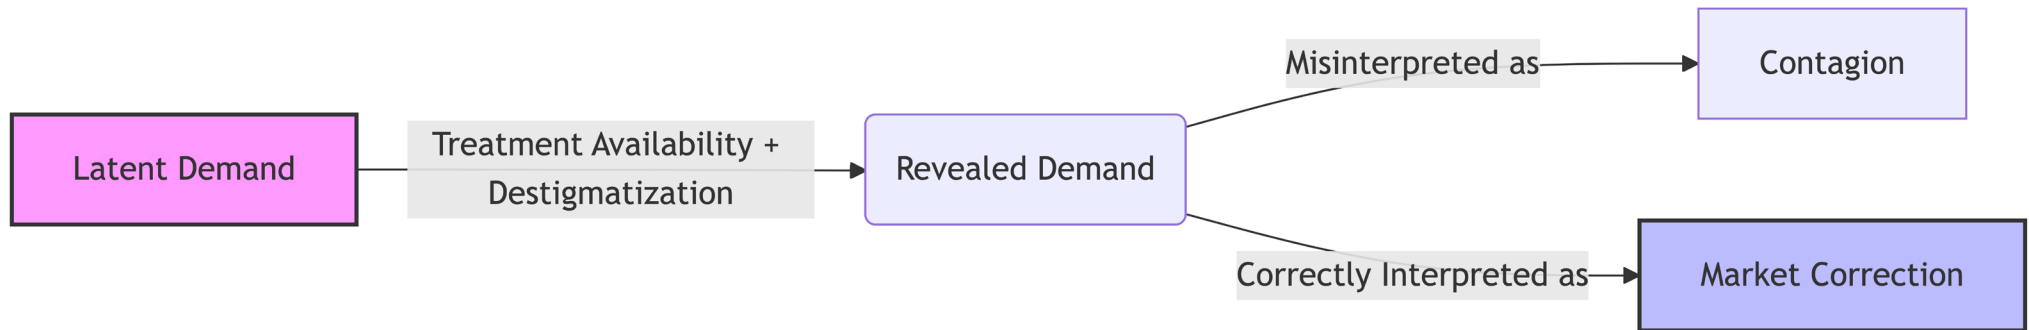 Latent Demand
Treatment Availability +
Destigmatization
Revealed Demand
Misinterpreted as
Contagion
Correctly Interpreted as
Market Correction